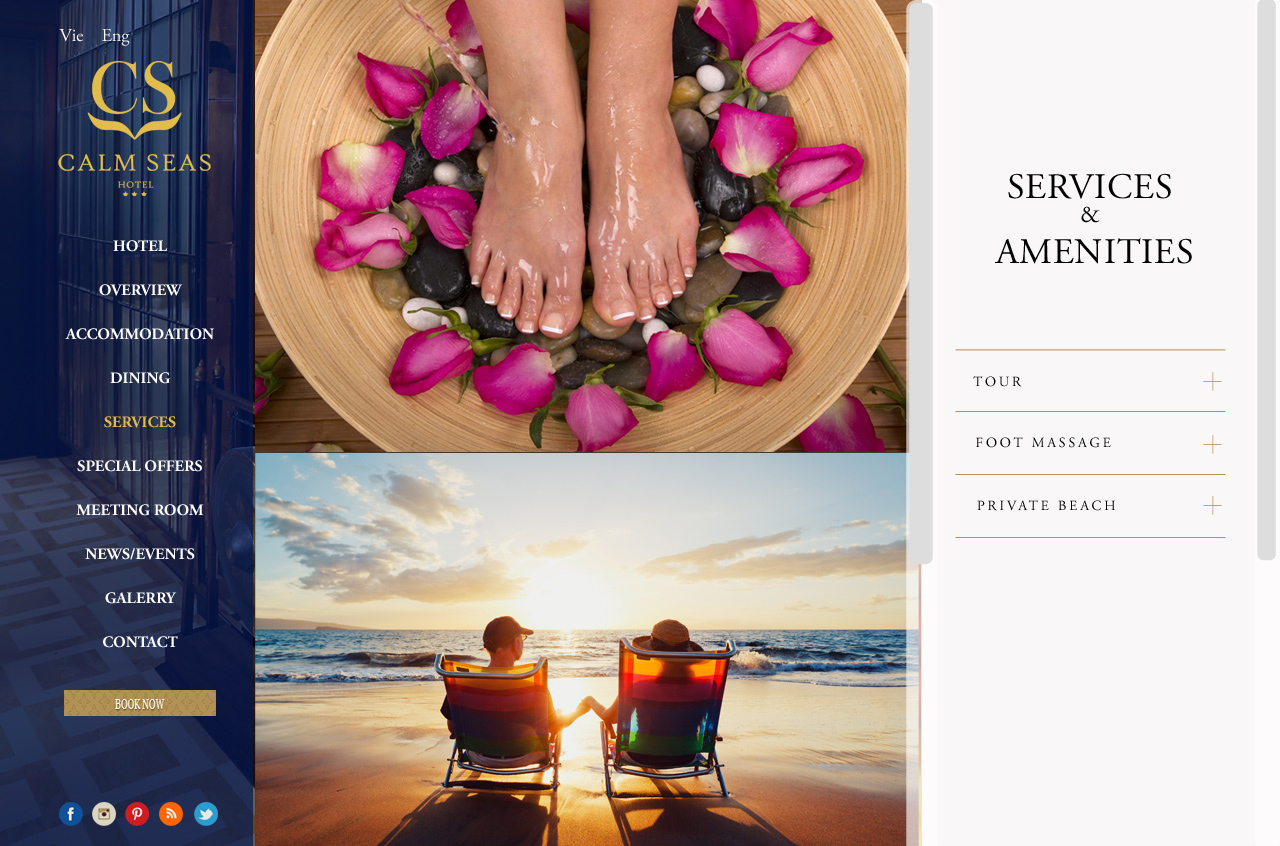 Vie Eng
CS
CALM SEAS
HOTEL
HOTEL
OVERVIEW
ACCOMMODATION
DINING
SERVICES
SPECIAL OFFERS
MEETING ROOM
NEWS/EVENTS
GALERRY
CONTACT
BOOK NOW
SERVICES
&
AMENITIES
TOUR
FOOT MASSAGE
PRIVATE BEACH